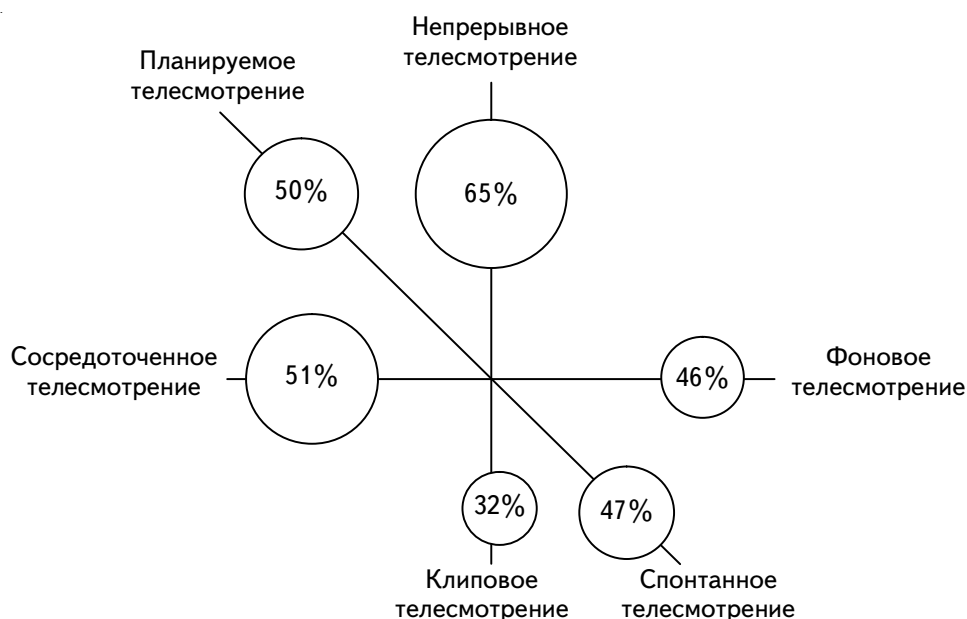 Непрерывное
телесмотрение
Планируемое
телесмотрение
50%
65%
Сосредоточенное
телесмотрение
51%
46%
Фоновое
телесмотрение
32%
47%
Клиповое
телесмотрение
Спонтанное
телесмотрение